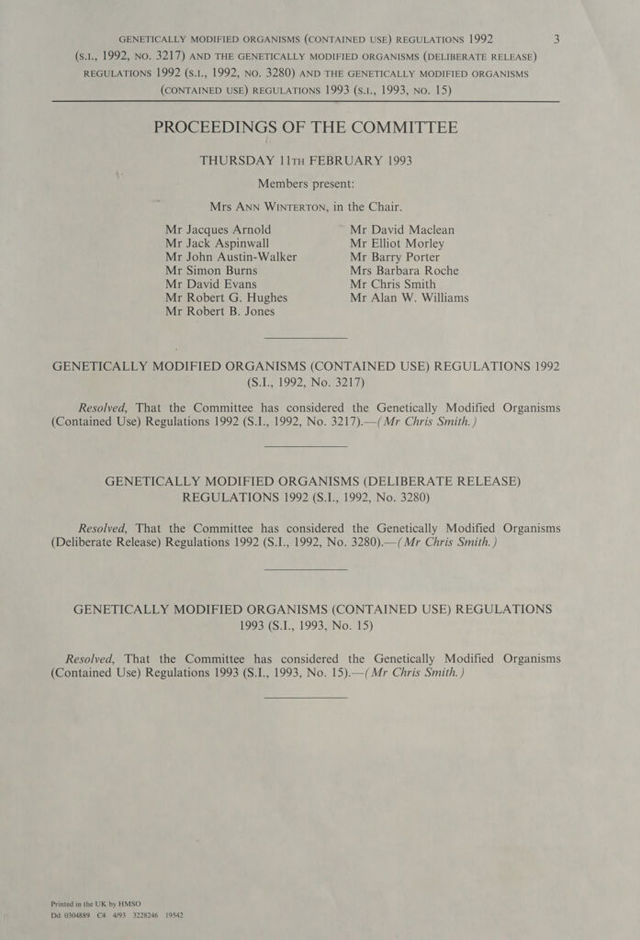 GENETICALLY MODIFIED ORGANISMS (CONTAINED USE) REGULATIONS 1992 3
(S.I., 1992, NO. 3217) AND THE GENETICALLY MODIFIED ORGANISMS (DELIBERATE RELEASE)
REGULATIONS 1992 (S.I., 1992, NO. 3280) AND THE GENETICALLY MODIFIED ORGANISMS
(CONTAINED USE) REGULATIONS 1993 (S.I., 1993, NO. 15)
PROCEEDINGS OF THE COMMITTEE
THURSDAY 11TH FEBRUARY 1993
Members present:
Mrs ANN WINTERTON, in the Chair.
Mr Jacques Arnold
Mr Jack Aspinwall
Mr John Austin-Walker
Mr Simon Burns
Mr David Evans
Mr Robert G. Hughes
Mr Robert B. Jones
Mr David Maclean
Mr Elliot Morley
Mr Barry Porter
Mrs Barbara Roche
Mr Chris Smith
Mr Alan W. Williams
GENETICALLY MODIFIED ORGANISMS (CONTAINED USE) REGULATIONS 1992
(S.I., 1992, No. 3217)
Resolved, That the Committee has considered the Genetically Modified Organisms
(Contained Use) Regulations 1992 (S.I., 1992, No. 3217).—(Mr Chris Smith.)
GENETICALLY MODIFIED ORGANISMS (DELIBERATE RELEASE)
REGULATIONS 1992 (S.I., 1992, No. 3280)
Resolved, That the Committee has considered the Genetically Modified Organisms
(Deliberate Release) Regulations 1992 (S.I., 1992, No. 3280).—(Mr Chris Smith.)
GENETICALLY MODIFIED ORGANISMS (CONTAINED USE) REGULATIONS
1993 (S.I., 1993, No. 15)
Resolved, That the Committee has considered the Genetically Modified Organisms
(Contained Use) Regulations 1993 (S.I., 1993, No. 15).—(Mr Chris Smith.)
Printed in the UK by HMSO
Dd 0304889 C4 4/93 3228246 19542